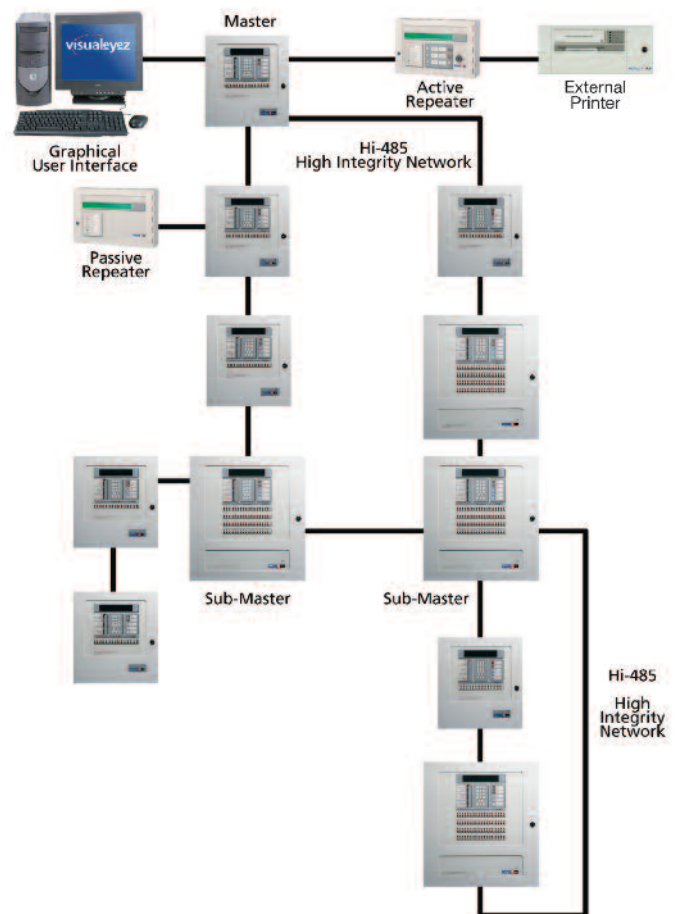 Master
visualeyez
Active
Repeater
External
Printer
Graphical
User Interface
Hi-485
High Integrity Network
Passive
Repeater
Sub-Master
Sub-Master
Hi-485
High
Integrity
Network